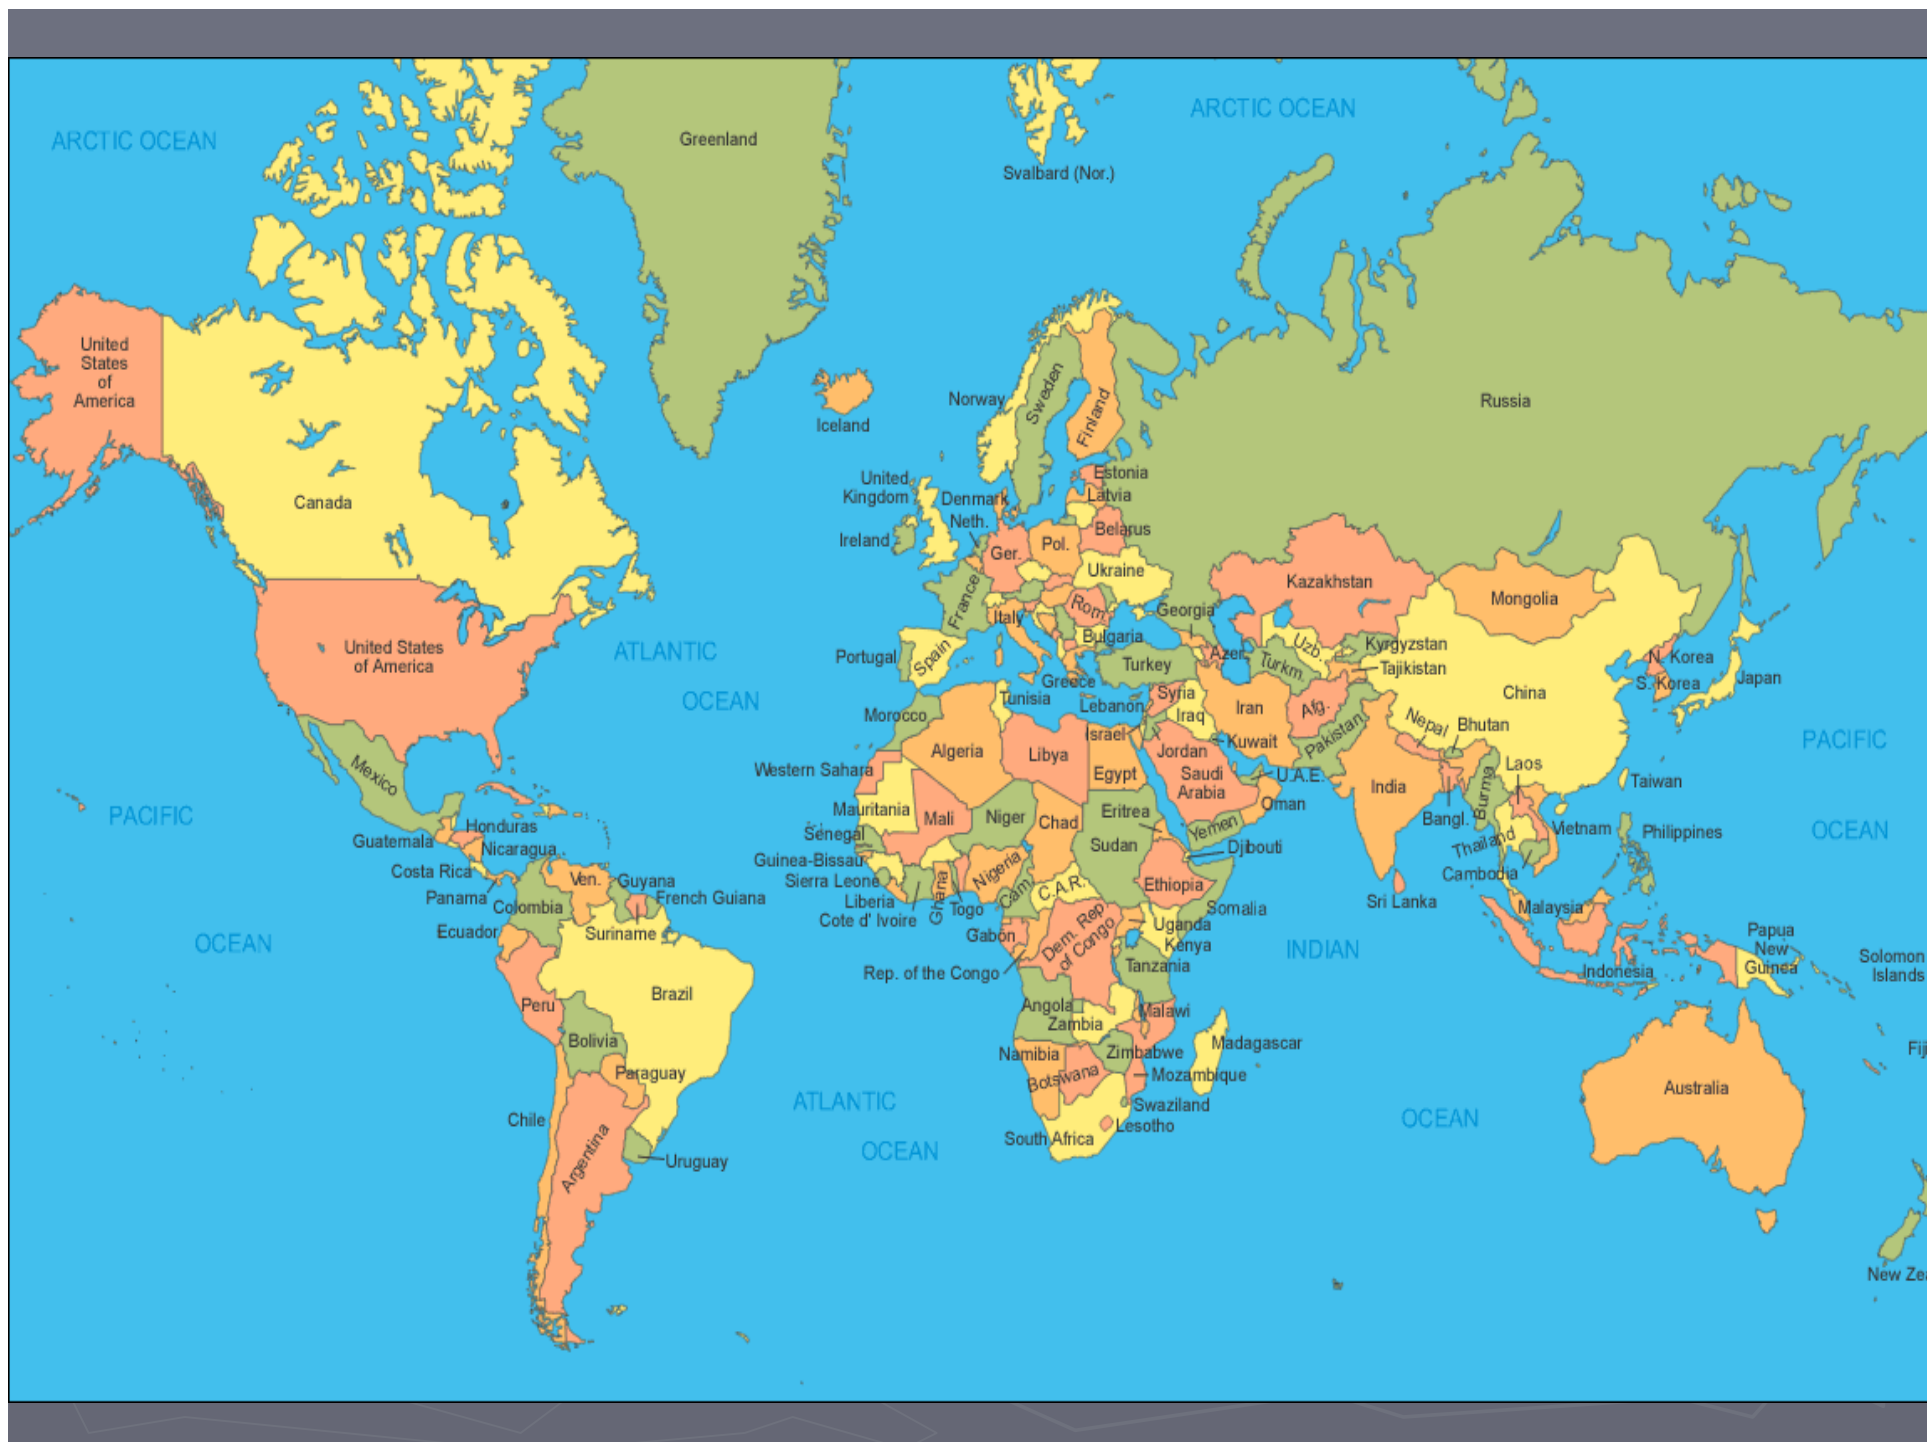 ARCTIC OCEAN
Greenland
ARCTIC OCEAN
Svalbard (Nor.)
United
States
of
America
Canada
Iceland
Norway
Sweden
Finland
Russia
United
Kingdom
Ireland
Denmark
Neth.
Estonia
Latvia
Belarus
Ger.
Pol.
Ukraine
France
Italy
Rom.
Bulgaria
Portugal
Spain
Greece
Turkey
Georgia
Azer.
Kazakhstan
Mongolia
Uzb.
Turkm.
Kyrgyzstan
Tajikistan
China
N. Korea
S. Korea
Japan
United States
of America
ATLANTIC
OCEAN
Mexico
PACIFIC
OCEAN
Guatemala
Honduras
Nicaragua
Costa Rica
Panama
Ven.
Guyana
French Guiana
Suriname
Colombia
Ecuador
Peru
Brazil
Bolivia
Paraguay
Chile
Argentina
Uruguay
Morocco
Tunisia
Algeria
Libya
Egypt
Western Sahara
Mauritania
Mali
Niger
Chad
Sudan
Eritrea
Senegal
Guinea-Bissau
Sierra Leone
Liberia
Cote d' Ivoire
Ghana
Togo
Nigeria
Cam.
C.A.R.
Ethiopia
Djibouti
Somalia
Gabon
Rep. of the Congo
Dem. Rep.
of Congo
Uganda
Kenya
Tanzania
Angola
Zambia
Malawi
Namibia
Botswana
Zimbabwe
Mozambique
Madagascar
Swaziland
Lesotho
South Africa
ATLANTIC
OCEAN
Lebanon
Syria
Israel
Iraq
Jordan
Kuwait
Saudi
Arabia
U.A.E.
Oman
Yemen
Iran
Afg.
Pakistan
India
Nepal
Bhutan
Bangl.
Burma
Laos
Thailand
Vietnam
Cambodia
Sri Lanka
Taiwan
Philippines
Malaysia
Indonesia
Papua
New
Guinea
Solomon
Islands
PACIFIC
OCEAN
INDIAN
OCEAN
Australia
Fiji
New Zea